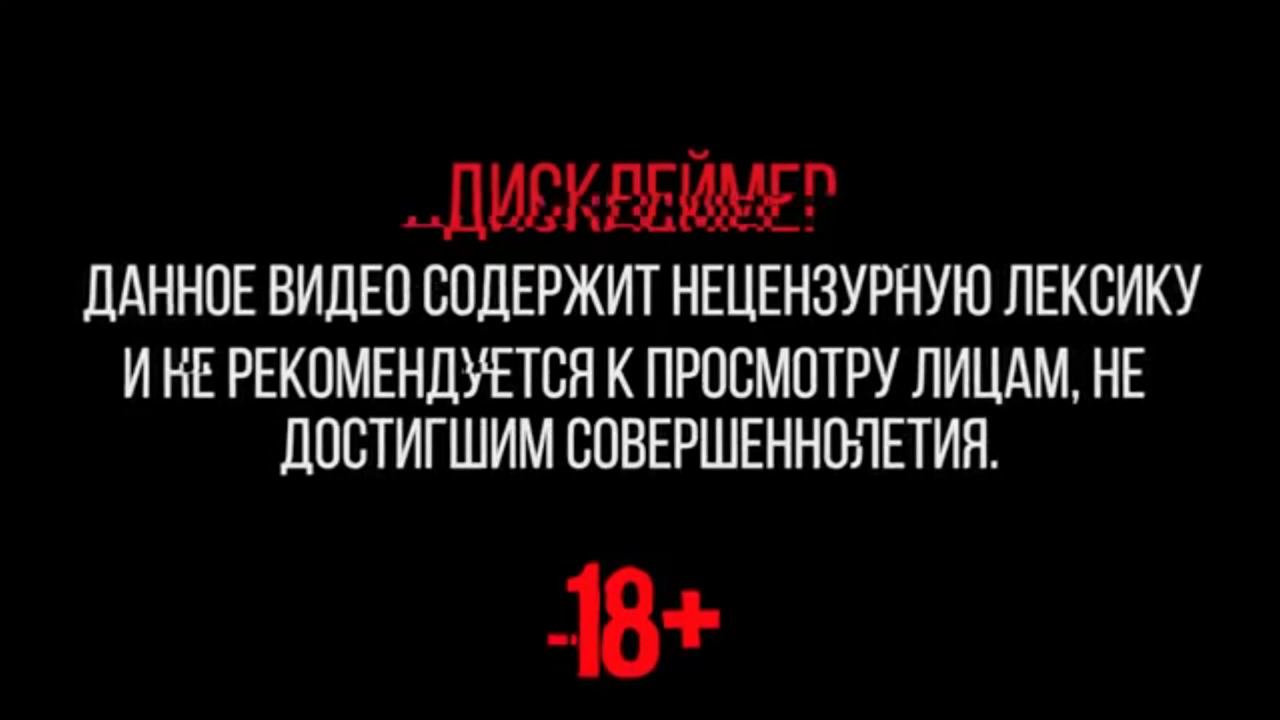 ДИСКЛЕЙМЕР
ДАННОЕ ВИДЕО СОДЕРЖИТ НЕЦЕНЗУРНУЮ ЛЕКСИКУ
И НЕ РЕКОМЕНДУЕТСЯ К ПРОСМОТРУ ЛИЦАМ, НЕ
ДОСТИГШИМ СОВЕРШЕННОЛЕТИЯ.
18+